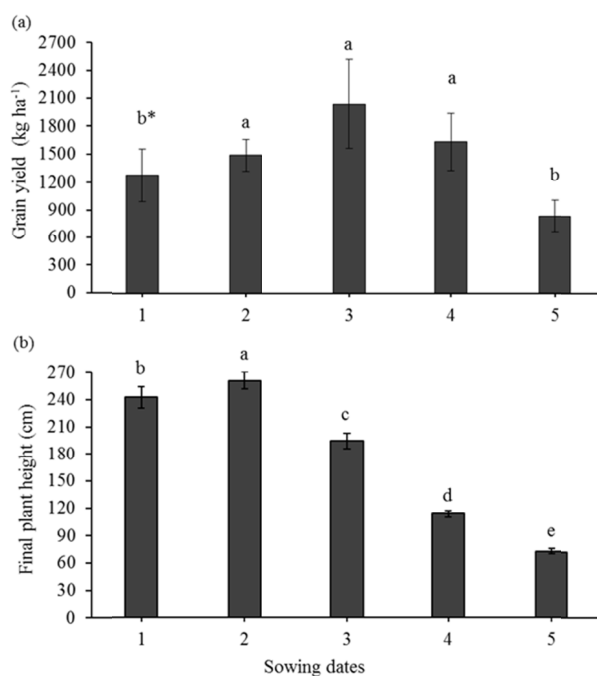 (a)
Grain yield (kg ha-1)
2700
2400
2100
1800
1500
1200
900
600
300
0
b*
a
a
a
b
1 2 3 4 5
(b)
Final plant height (cm)
270
240
210
180
150
120
90
60
30
0
b
a
c
d
e
1 2 3 4 5
Sowing dates